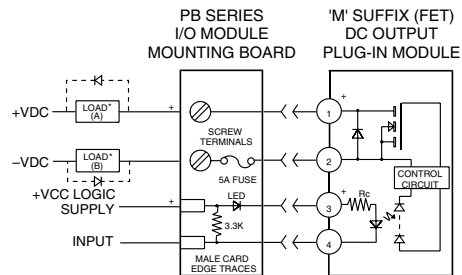 PB SERIES
I/O MODULE
MOUNTING BOARD
'M' SUFFIX (FET)
DC OUTPUT
PLUG-IN MODULE
+VDC
LOAD*
(A)
+
SCREW
TERMINALS
+
1
–VDC
LOAD*
(B)
5A FUSE
2
CONTROL
CIRCUIT
+VCC LOGIC
SUPPLY
+
LED
3
+
Rc
3.3K
INPUT
4
MALE CARD
EDGE TRACES